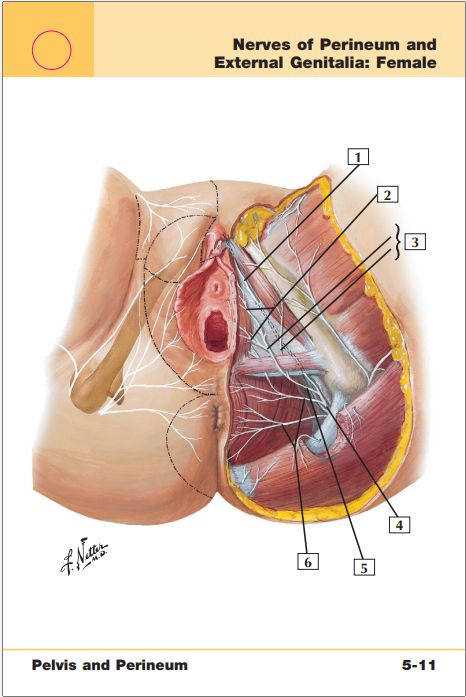 Nerves of Perineum and
External Genitalia: Female
1
2
3
4
5
6
F. Netter
M.D.
Pelvis and Perineum 5-11